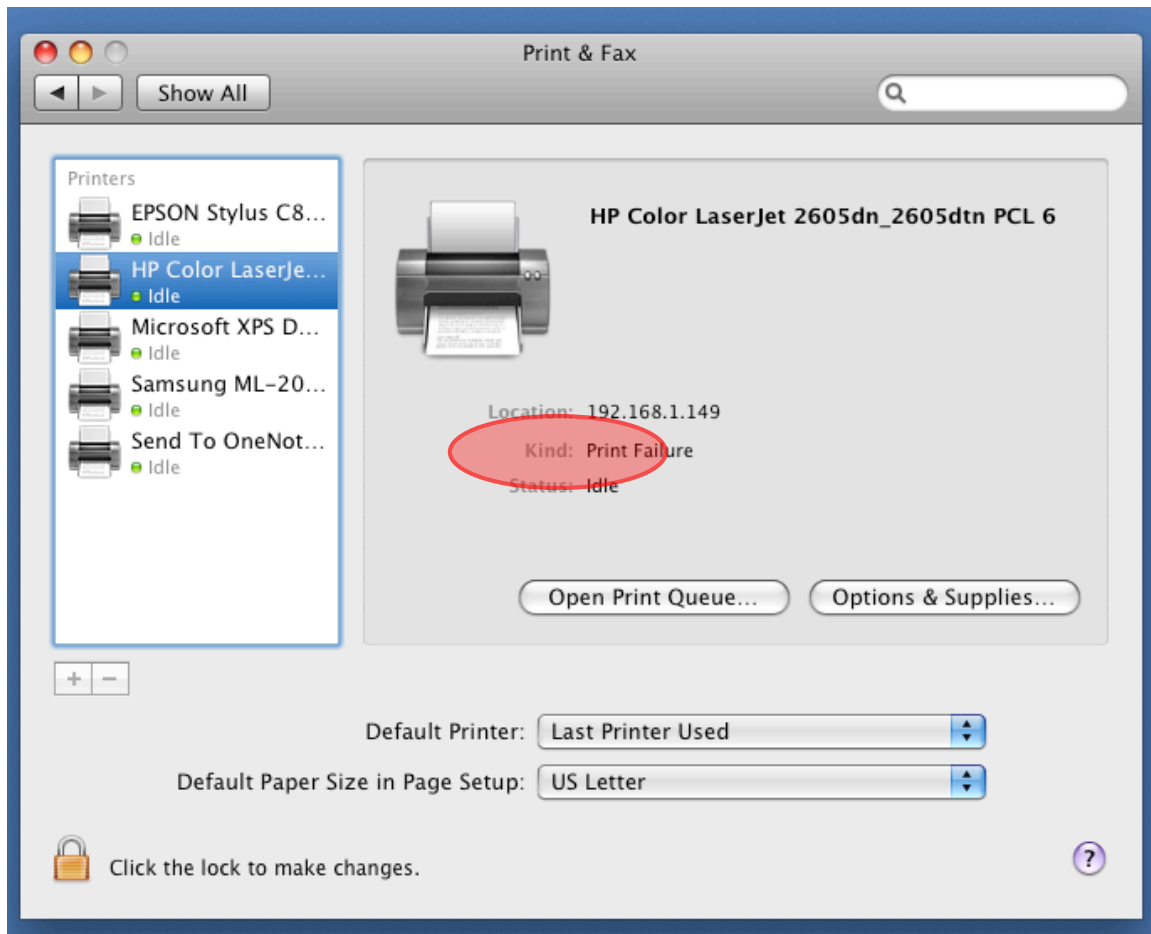 Print & Fax
Show All
Printers
EPSON Stylus C8...
Idle
HP Color LaserJe...
Idle
Microsoft XPS D...
Idle
Samsung ML-20...
Idle
Send To OneNot...
Idle
HP Color LaserJet 2605dn_2605dtn PCL 6
Location: 192.168.1.149
Kind: Print Failure
Status: Idle
Open Print Queue... Options & Supplies...
+ −
Default Printer: Last Printer Used
Default Paper Size in Page Setup: US Letter
Click the lock to make changes.
?